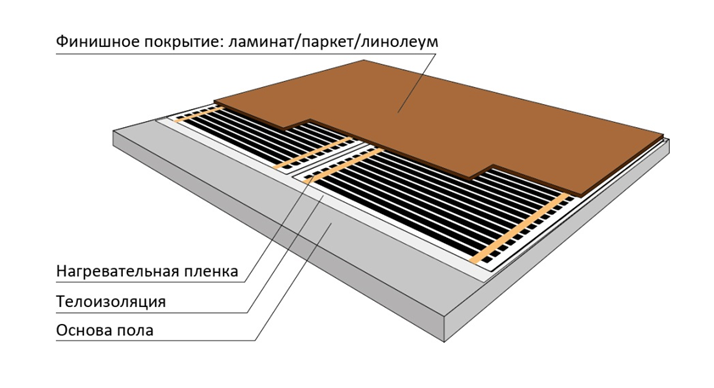 Финишное покрытие: ламинат/паркет/линолеум
Нагревательная пленка
Телоизоляция
Основа пола